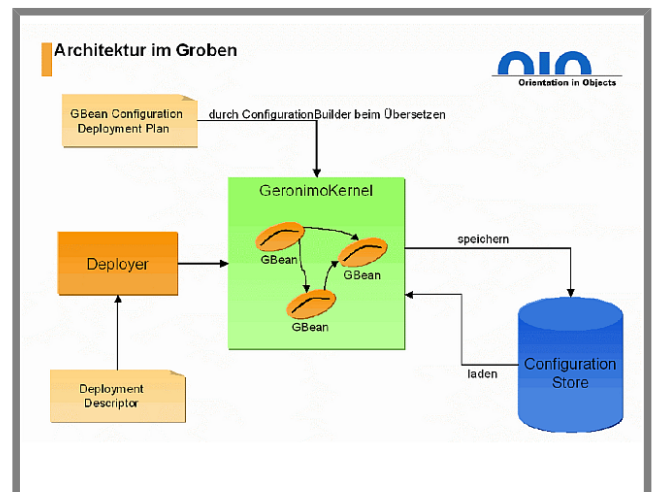 Architektur im Groben
Orientation in Objects
GBean Configuration
Deployment Plan
durch ConfigurationBuilder beim Übersetzen
GeronimoKernel
GBean
GBean
GBean
Deployer
speichern
Configuration
Store
laden
Deployment
Descriptor